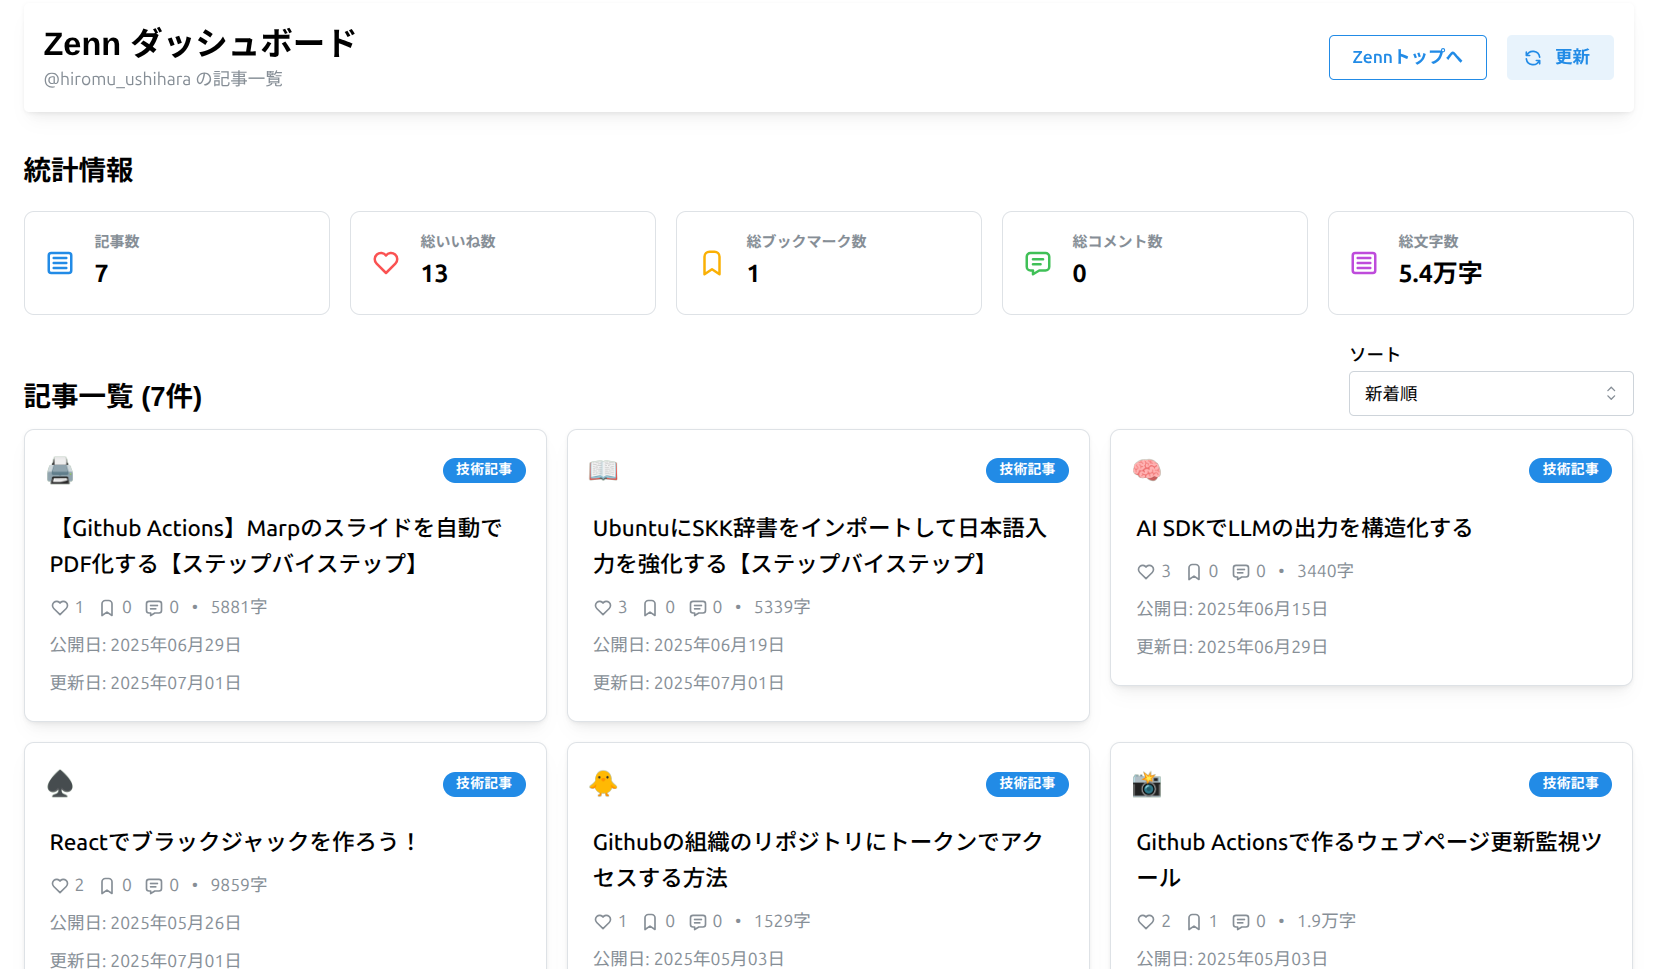 Zenn ダッシュボード
@hiromu_ushihara の記事一覧
Zennトップへ
更新
統計情報
記事数
7
総いいね数
13
総ブックマーク数
1
総コメント数
0
総文字数
5.4万字
ソート
記事一覧 (7件)
新着順
技術記事
【Github Actions】Marpのスライドを自動で
PDF化する【ステップバイステップ】
1 0 0 • 5881字
公開日: 2025年06月29日
更新日: 2025年07月01日
技術記事
UbuntuにSKK辞書をインポートして日本語入
力を強化する【ステップバイステップ】
3 0 0 • 5339字
公開日: 2025年06月19日
更新日: 2025年07月01日
技術記事
AI SDKでLLMの出力を構造化する
3 0 0 • 3440字
公開日: 2025年06月15日
更新日: 2025年06月29日
技術記事
Reactでブラックジャックを作ろう！
2 0 0 • 9859字
公開日: 2025年05月26日
更新日: 2025年07月01日
技術記事
Githubの組織のリポジトリにトークンでアク
セスする方法
1 0 0 • 1529字
公開日: 2025年05月03日
技術記事
Github Actionsで作るウェブページ更新監視ツ
ール
2 1 0 • 1.9万字
公開日: 2025年05月03日